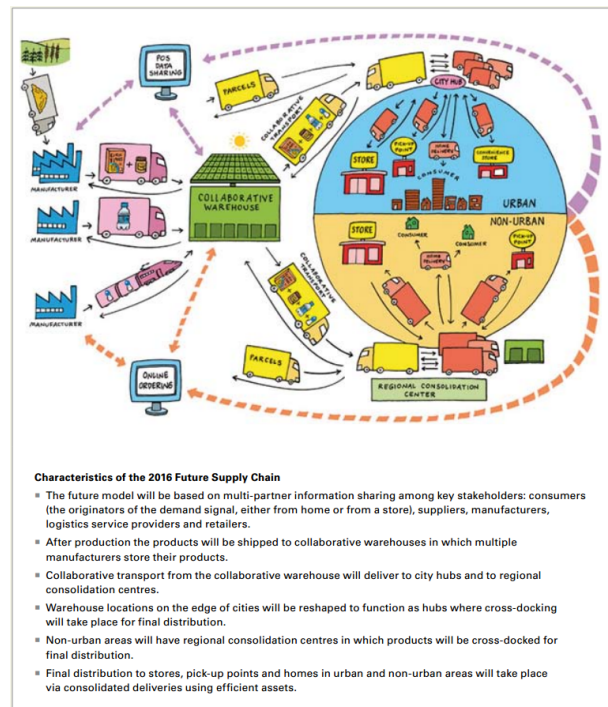 POS
DATA
SHARING
PARCELS
CITY HUB
COLLABORATIVE
TRANSPORT
MANUFACTURER
STORE
PICK-UP
POINT
HOME
DELIVERY
CONVENIENCE
STORE
CONSUMER
COLLABORATIVE
WAREHOUSE
URBAN
NON-URBAN
MANUFACTURER
STORE
CONSUMER
CONSUMER
PICK-UP
POINT
HOME
DELIVERY
COLLABORATIVE
TRANSPORT
MANUFACTURER
PARCELS
ONLINE
ORDERING
REGIONAL CONSOLIDATION
CENTER
Characteristics of the 2016 Future Supply Chain
▪ The future model will be based on multi-partner information sharing among key stakeholders: consumers
(the originators of the demand signal, either from home or from a store), suppliers, manufacturers,
logistics service providers and retailers.
▪ After production the products will be shipped to collaborative warehouses in which multiple
manufacturers store their products.
▪ Collaborative transport from the collaborative warehouse will deliver to city hubs and to regional
consolidation centres.
▪ Warehouse locations on the edge of cities will be reshaped to function as hubs where cross-docking
will take place for final distribution.
▪ Non-urban areas will have regional consolidation centres in which products will be cross-docked for
final distribution.
▪ Final distribution to stores, pick-up points and homes in urban and non-urban areas will take place
via consolidated deliveries using efficient assets.